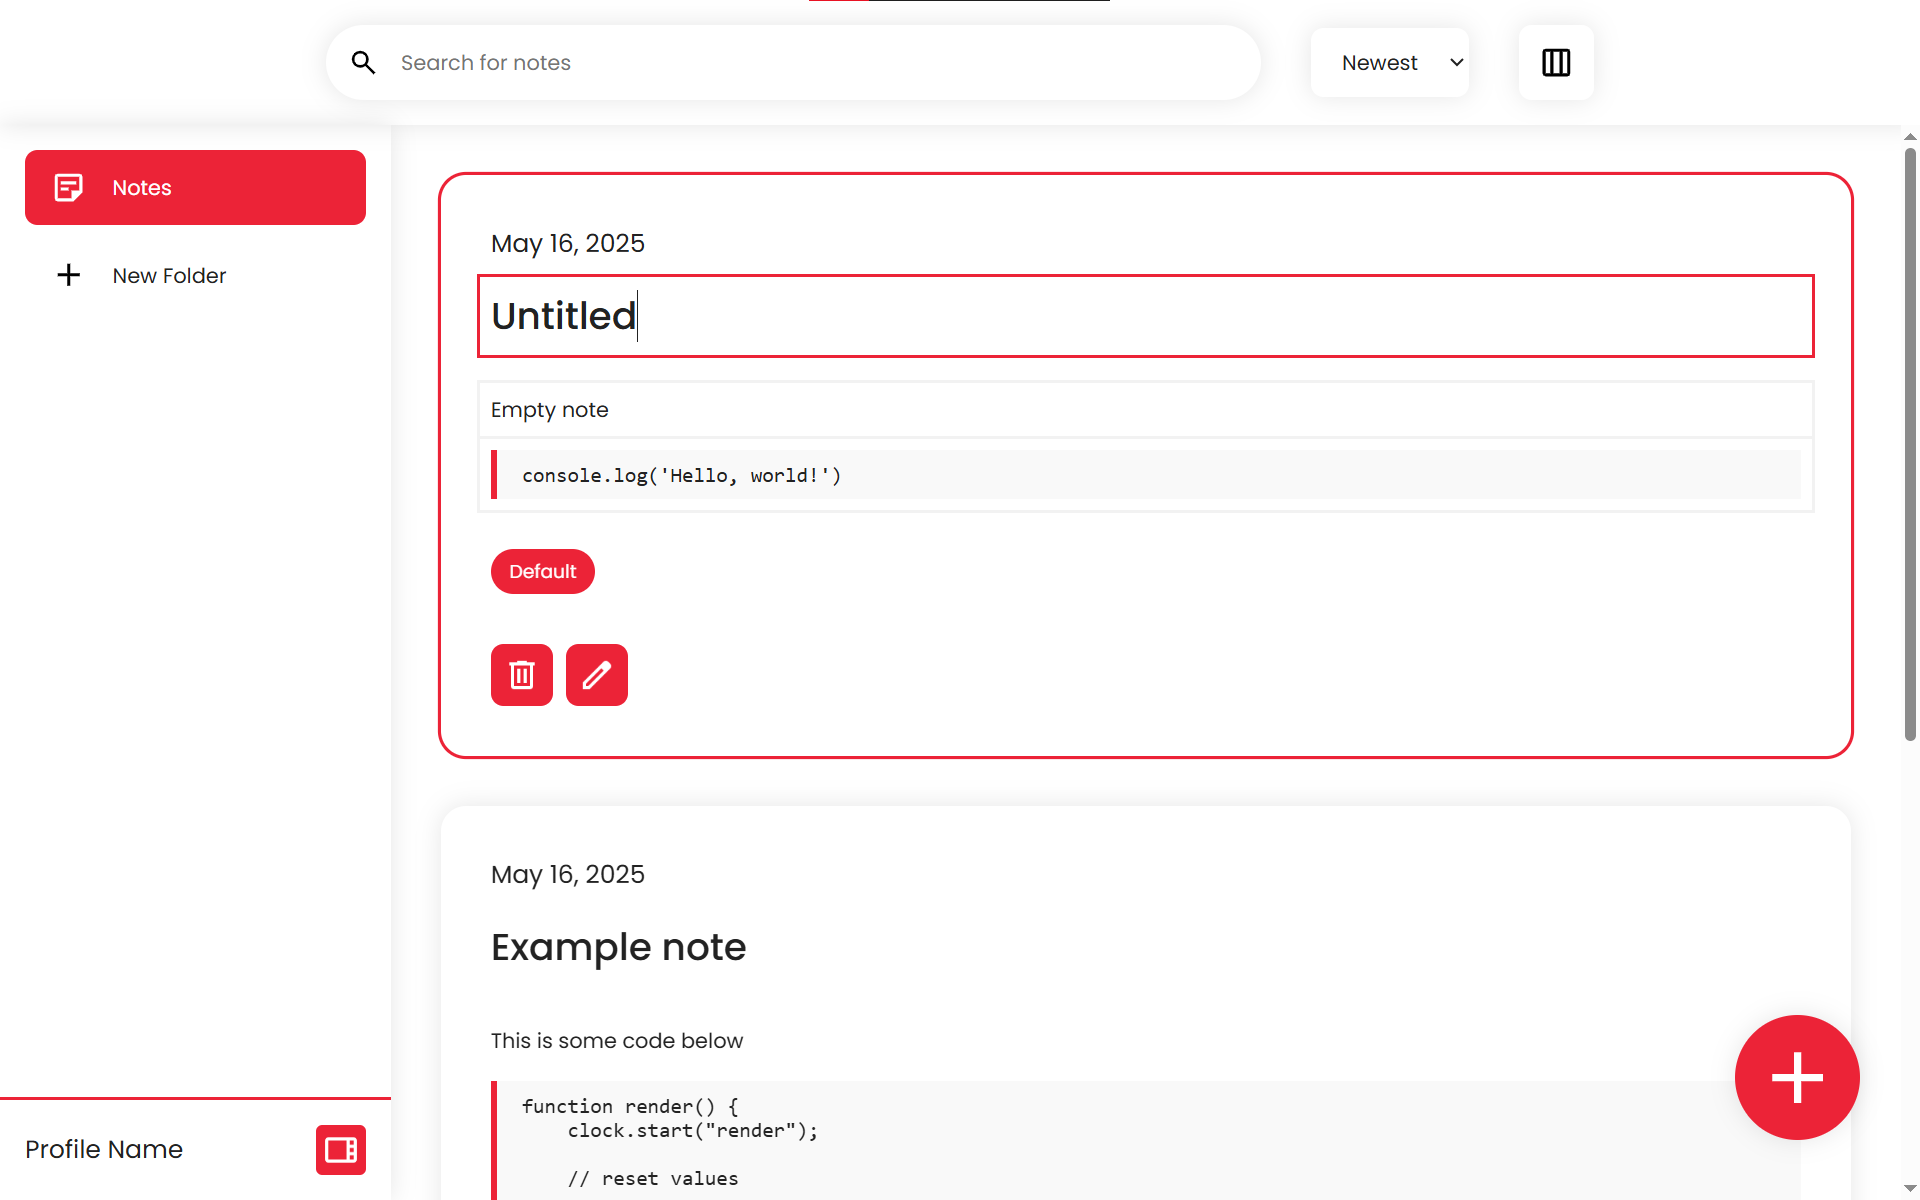 Search for notes
Newest
Notes
New Folder
May 16, 2025
Untitled
Empty note
console.log('Hello, world!')
Default
May 16, 2025
Example note
This is some code below
function render() {
    clock.start("render");
    // reset values
Profile Name